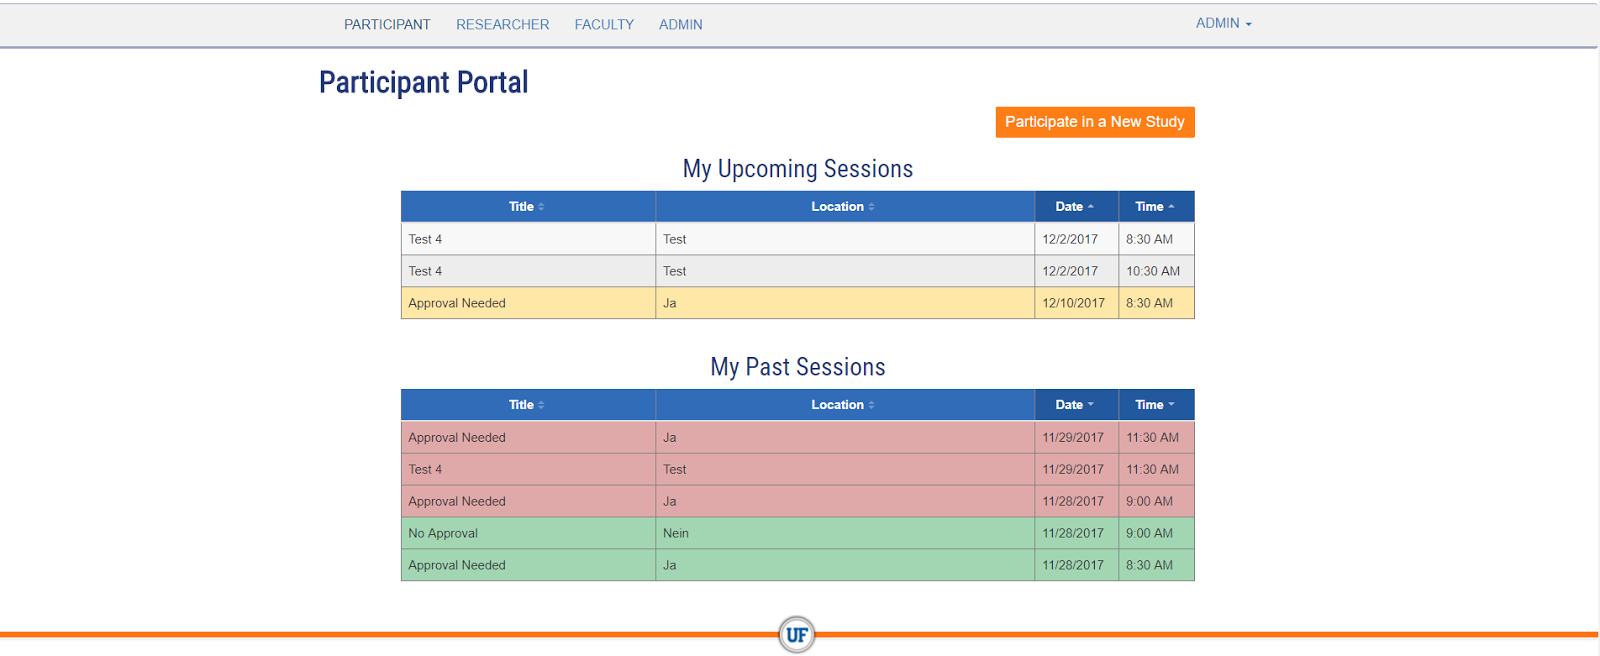 PARTICIPANT RESEARCHER FACULTY ADMIN ADMIN
Participant Portal
Participate in a New Study
My Upcoming Sessions
Title Location Date Time
Test 4 Test 12/2/2017 8:30 AM
Test 4 Test 12/2/2017 10:30 AM
Approval Needed Ja 12/10/2017 8:30 AM
My Past Sessions
Title Location Date Time
Approval Needed Ja 11/29/2017 11:30 AM
Test 4 Test 11/29/2017 11:30 AM
Approval Needed Ja 11/28/2017 9:00 AM
No Approval Nein 11/28/2017 9:00 AM
Approval Needed Ja 11/28/2017 8:30 AM
UF